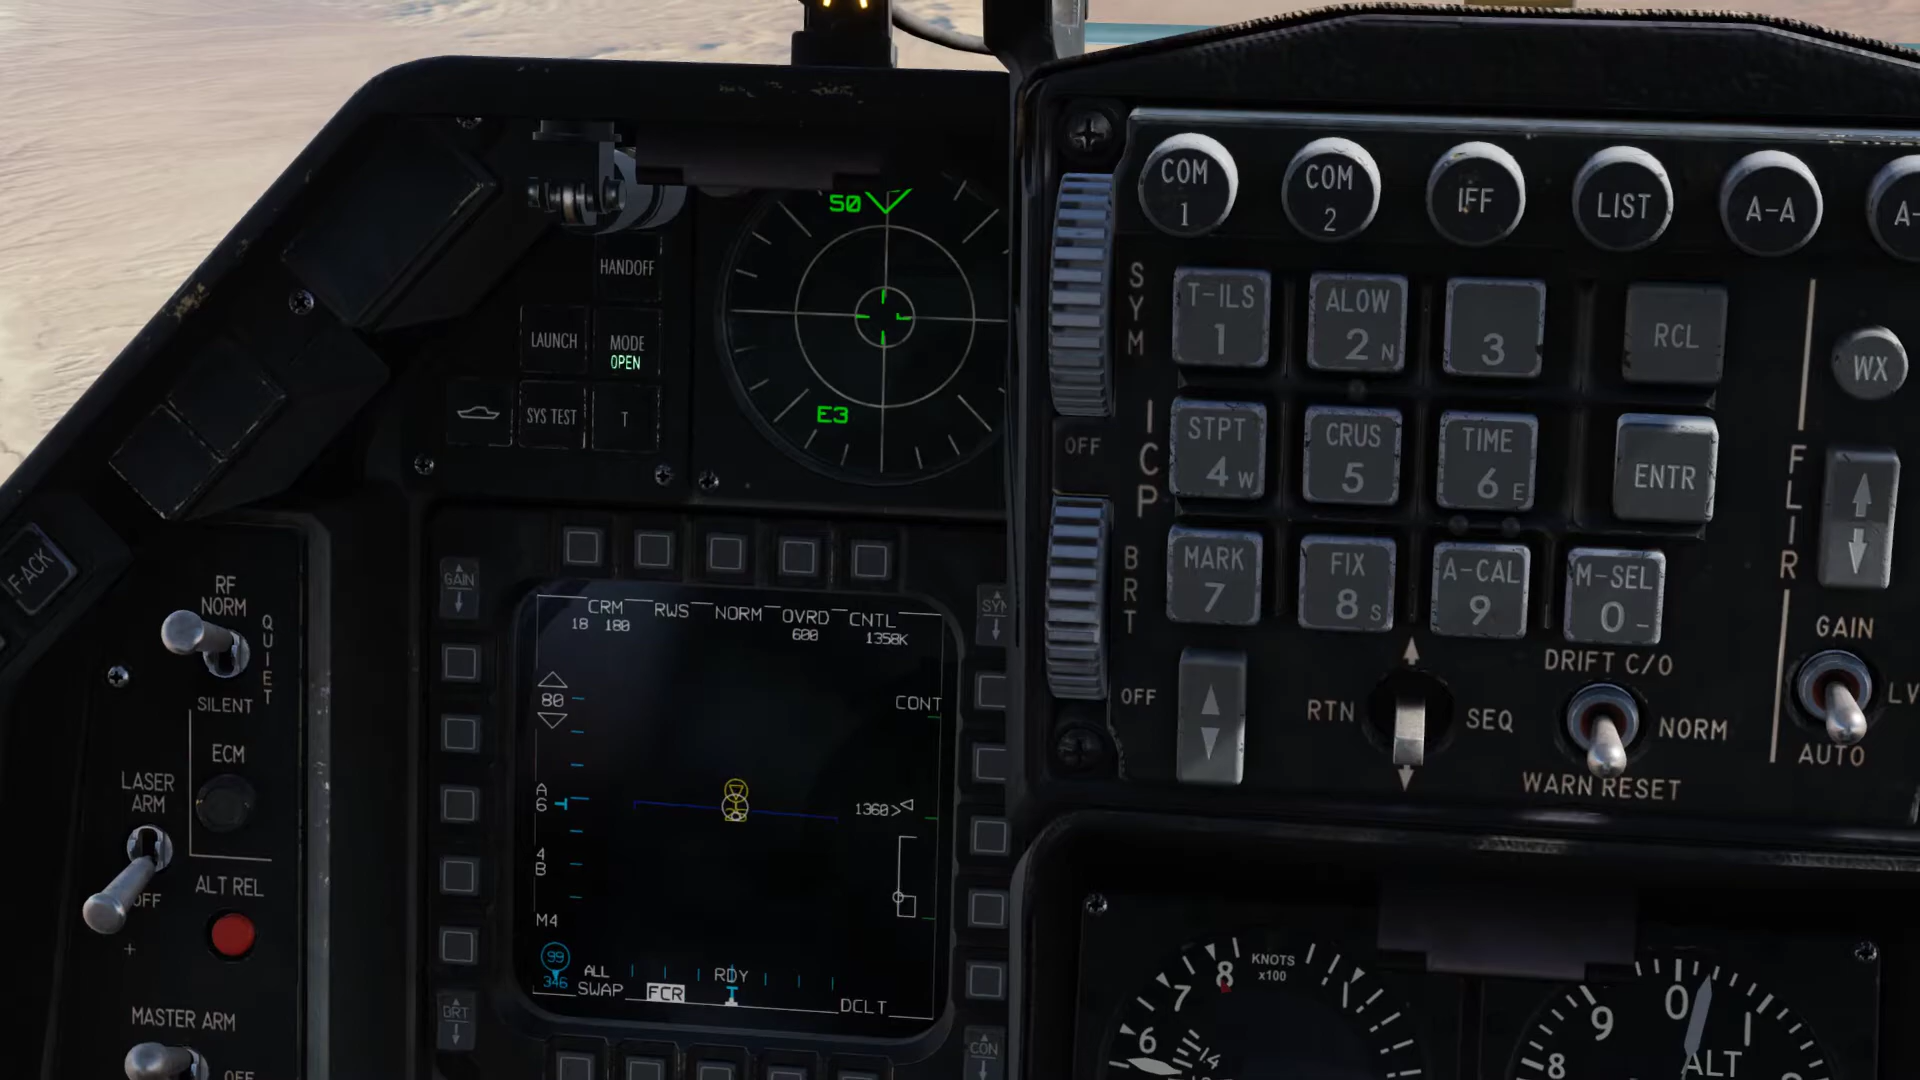 50
E3
HANDOFF
LAUNCH
MODE
OPEN
SYS TEST
T
F-ACK
RF
NORM
QUIET
SILENT
ECM
LASER
ARM
OFF
ALT REL
MASTER ARM
OFF
GAIN
SYM
BRT
CON
CRM
RWS
NORM
OVRD
CNTL
18
180
600
1358K
80
CONT
A
6
1360>
4
B
M4
99
346
ALL
RDY
SWAP
FCR
DCLT
COM
1
COM
2
IFF
LIST
A-A
A-
SYM
T-ILS
1
ALOW
2 N
3
RCL
WX
OFF
ICP
STPT
4 W
CRUS
5
TIME
6 E
ENTR
FLIR
BRT
MARK
7
FIX
8 S
A-CAL
9
M-SEL
0 -
GAIN
OFF
RTN
SEQ
DRIFT C/O
NORM
WARN RESET
LV
AUTO
KNOTS
x100
8
7
6
0
1
9
8
ALT